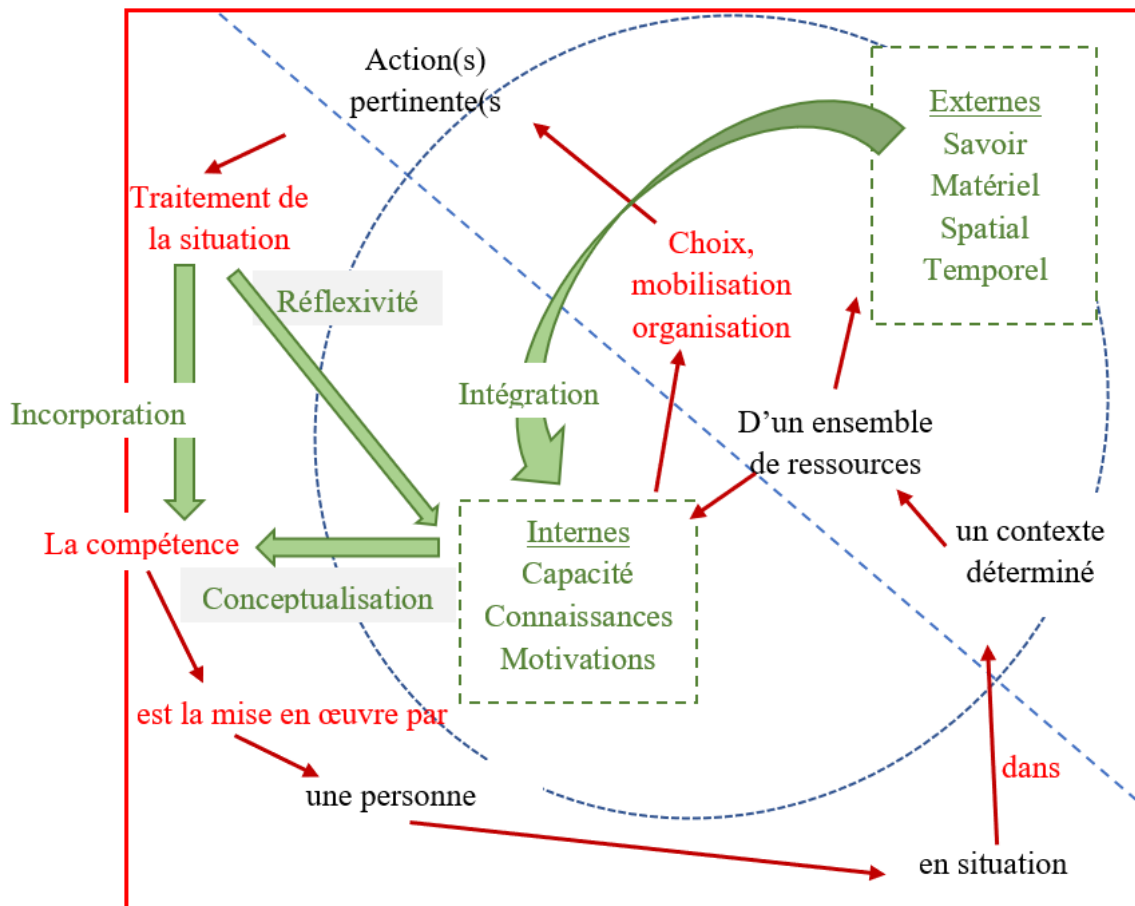 Action(s)
pertinente(s
Externes
Savoir
Matériel
Spatial
Temporel
Traitement de
la situation
Choix,
mobilisation
organisation
Réflexivité
Intégration
Incorporation
D’un ensemble
de ressources
un contexte
déterminé
La compétence
Internes
Capacité
Connaissances
Motivations
Conceptualisation
est la mise en œuvre par
une personne
dans
en situation